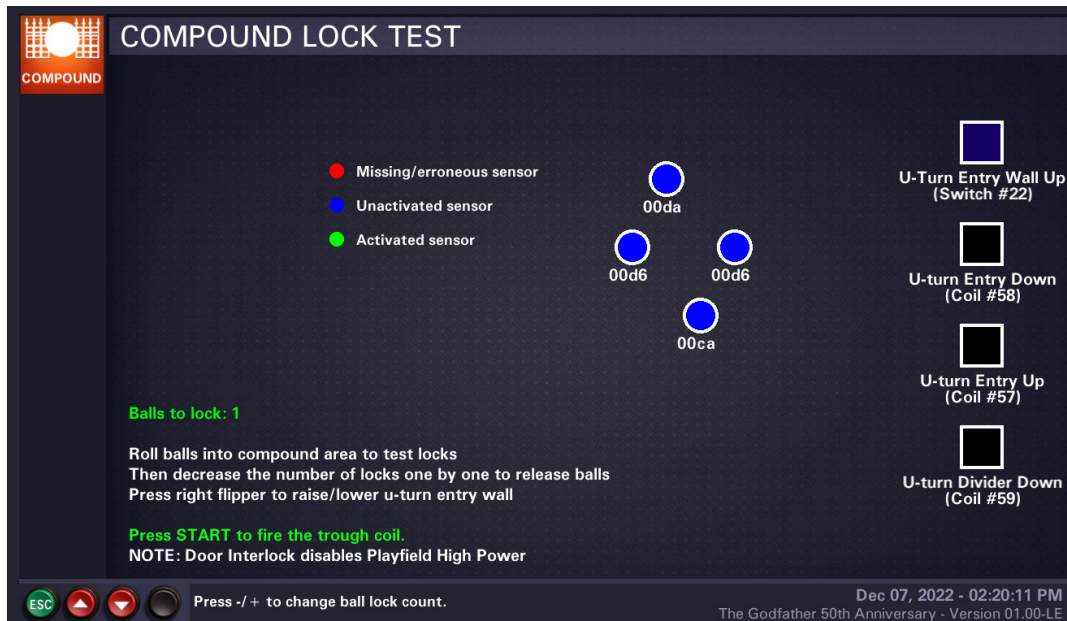 COMPOUND LOCK TEST
COMPOUND
Missing/erroneous sensor
Unactivated sensor
Activated sensor
00da
00d6
00d6
00ca
U-Turn Entry Wall Up
(Switch #22)
U-turn Entry Down
(Coil #58)
U-turn Entry Up
(Coil #57)
U-turn Divider Down
(Coil #59)
Balls to lock: 1
Roll balls into compound area to test locks
Then decrease the number of locks one by one to release balls
Press right flipper to raise/lower u-turn entry wall
Press START to fire the trough coil.
NOTE: Door Interlock disables Playfield High Power
ESC
Press -/+ to change ball lock count.
Dec 07, 2022 - 02:20:11 PM
The Godfather 50th Anniversary - Version 01.00-LE